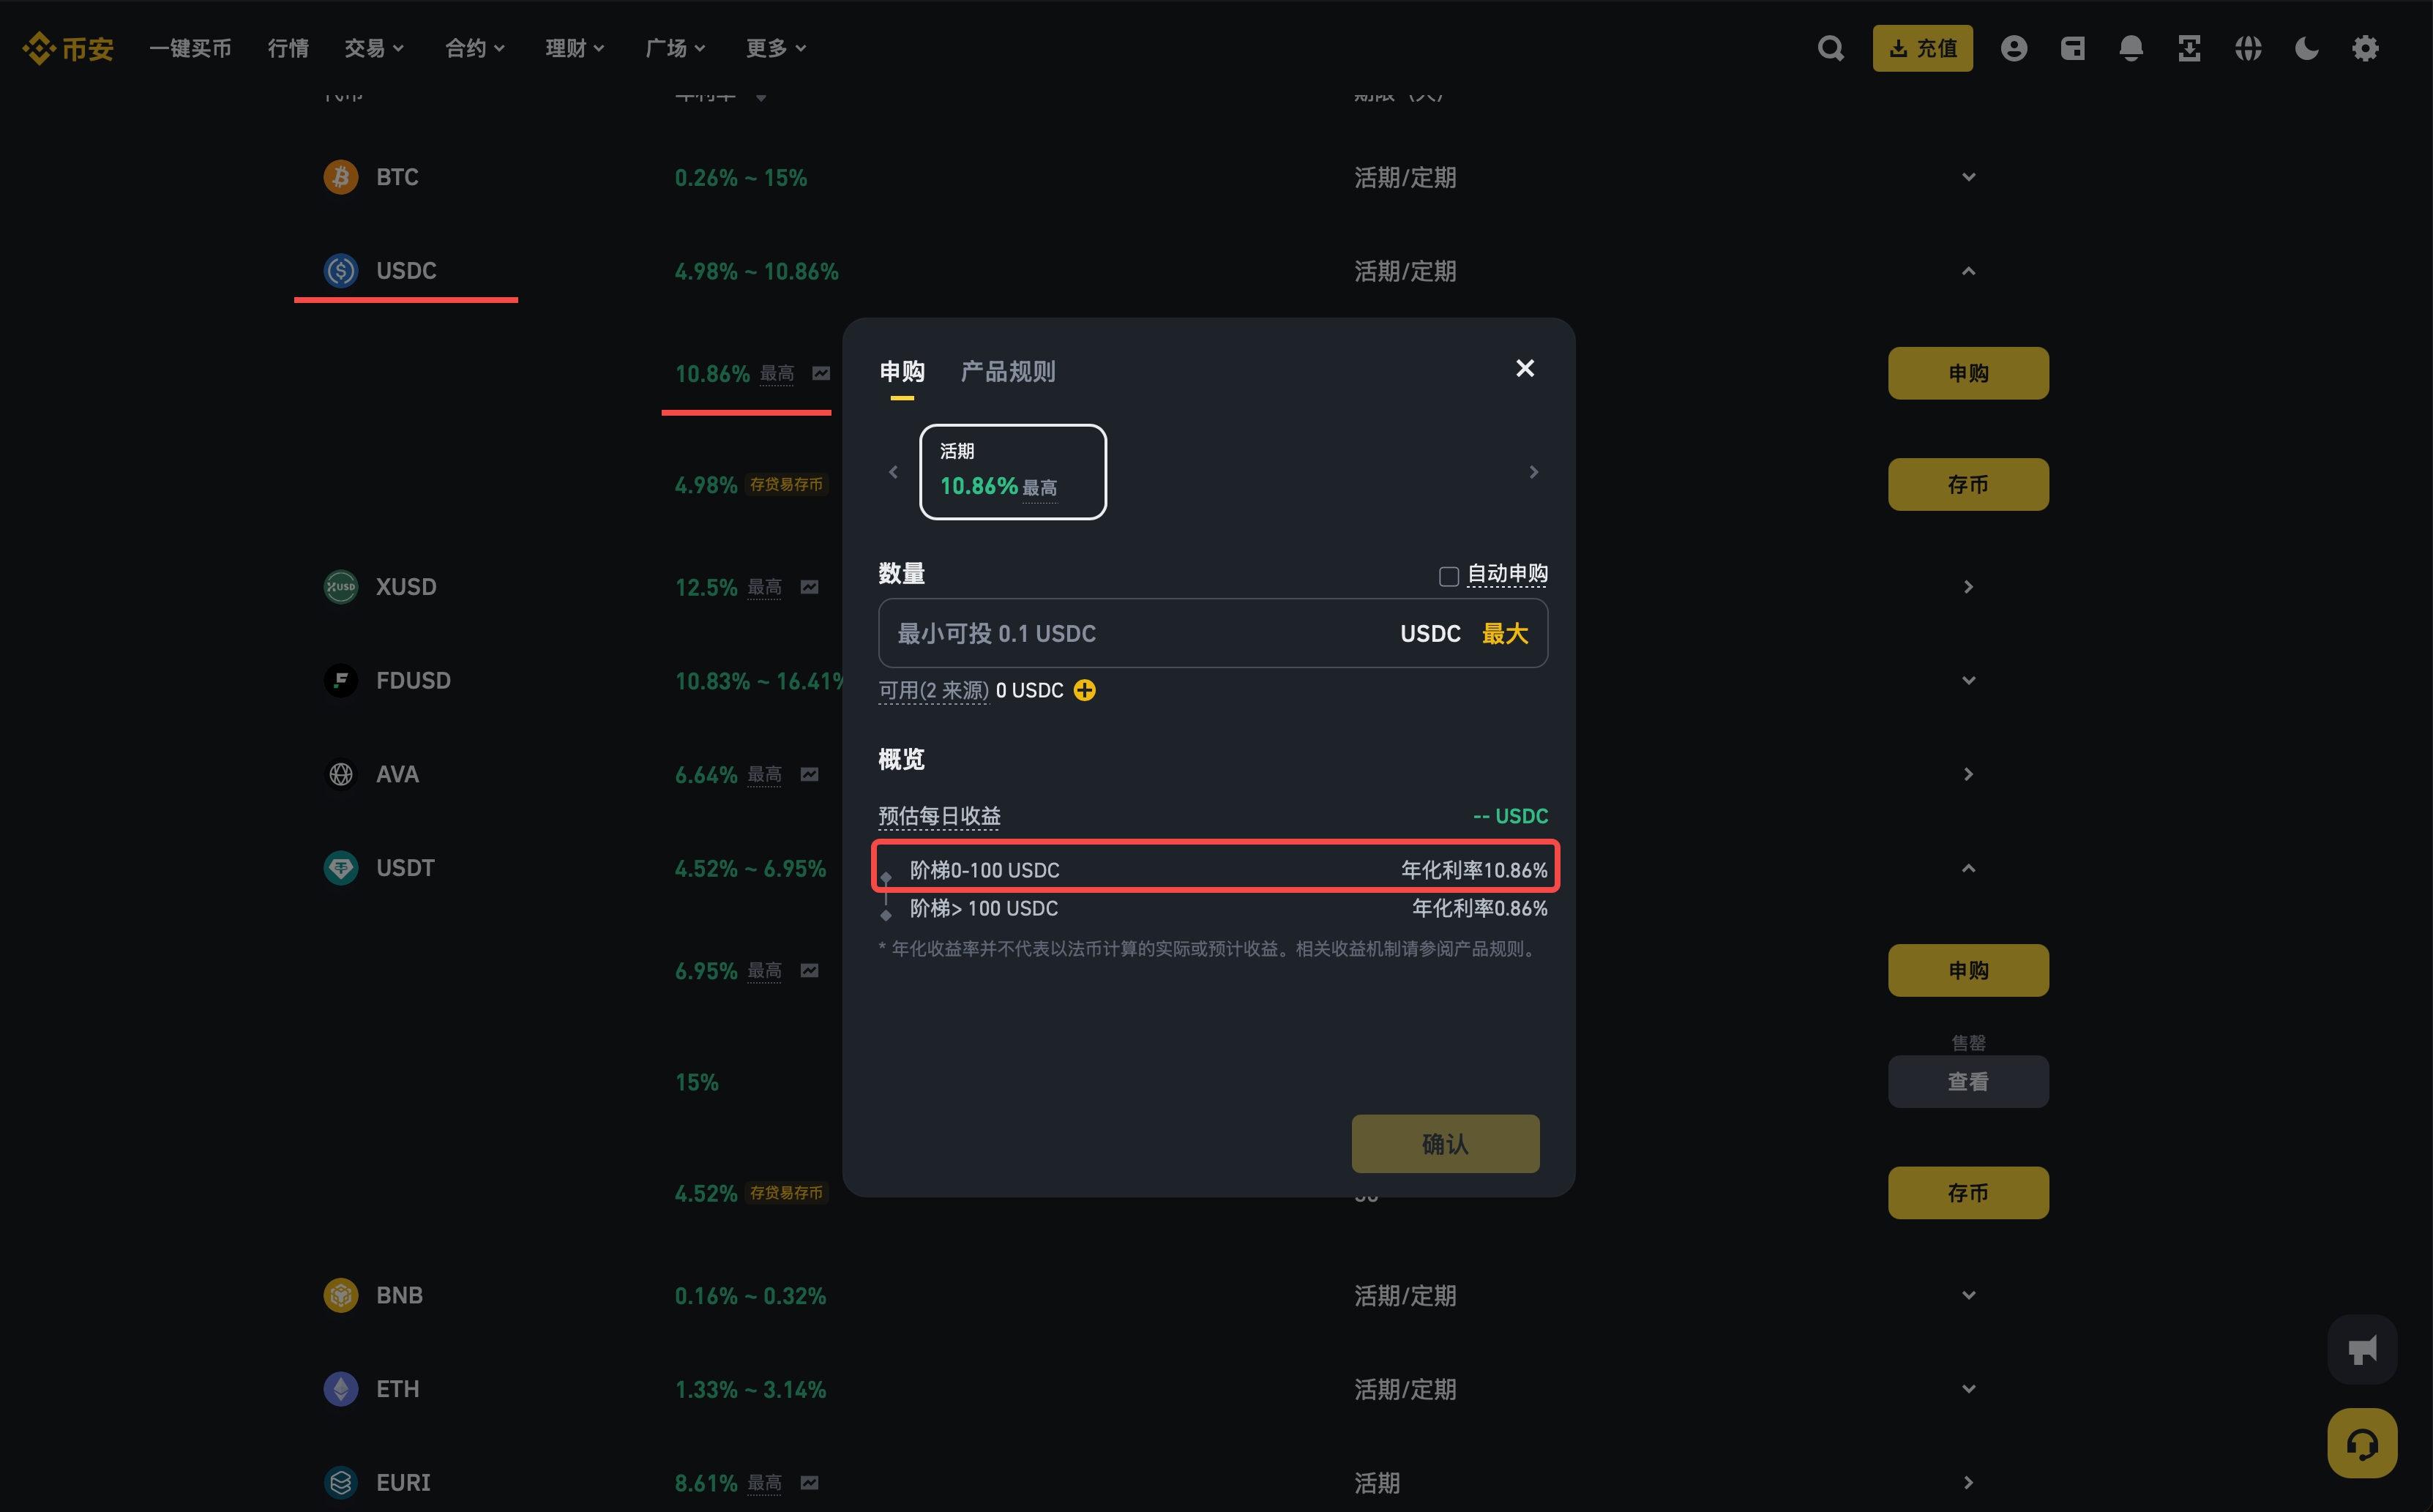 币安 一键买币 行情 交易 合约 理财 广场 更多 充值
代币 年利率 期限（天）
BTC 0.26% ~ 15% 活期/定期
USDC 4.98% ~ 10.86% 活期/定期
10.86% 最高 申购
4.98% 存贷易存币 存币
XUSD 12.5% 最高
FDUSD 10.83% ~ 16.41%
AVA 6.64% 最高
USDT 4.52% ~ 6.95%
6.95% 最高 申购
售罄
15% 查看
4.52% 存贷易存币 存币
BNB 0.16% ~ 0.32% 活期/定期
ETH 1.33% ~ 3.14% 活期/定期
EURI 8.61% 最高 活期
申购 产品规则
活期
10.86% 最高
数量 自动申购
最小可投 0.1 USDC USDC 最大
可用(2 来源) 0 USDC
概览
预估每日收益 -- USDC
阶梯0-100 USDC 年化利率10.86%
阶梯> 100 USDC 年化利率0.86%
* 年化收益率并不代表以法币计算的实际或预计收益。相关收益机制请参阅产品规则。
确认